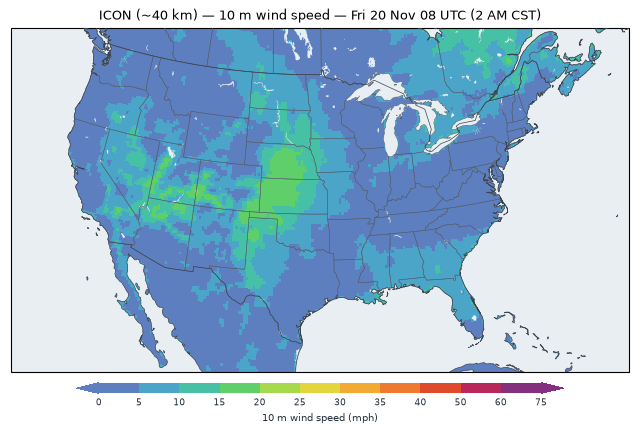 ICON (~40 km) — 10 m wind speed — Fri 20 Nov 08 UTC (2 AM CST)
0 5 10 15 20 25 30 35 40 50 60 75
10 m wind speed (mph)